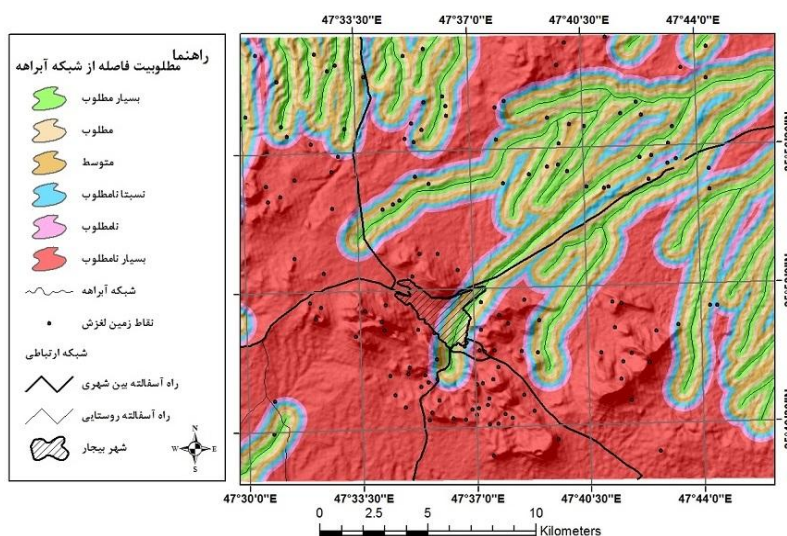 47°33'30"E 47°37'0"E 47°40'30"E 47°44'0"E
راهنما
مطلوبیت فاصله از شبکه آبراهه
بسیار مطلوب
مطلوب
متوسط
نسبتا نامطلوب
نامطلوب
بسیار نامطلوب
شبکه آبراهه
نقاط زمین لغزش
شبکه ارتباطی
راه آسفالته بین شهری
راه آسفالته روستایی
شهر بیجار
N
W E
S
47°30'0"E 47°33'30"E 47°37'0"E 47°40'30"E 47°44'0"E
0 2.5 5 10
Kilometers